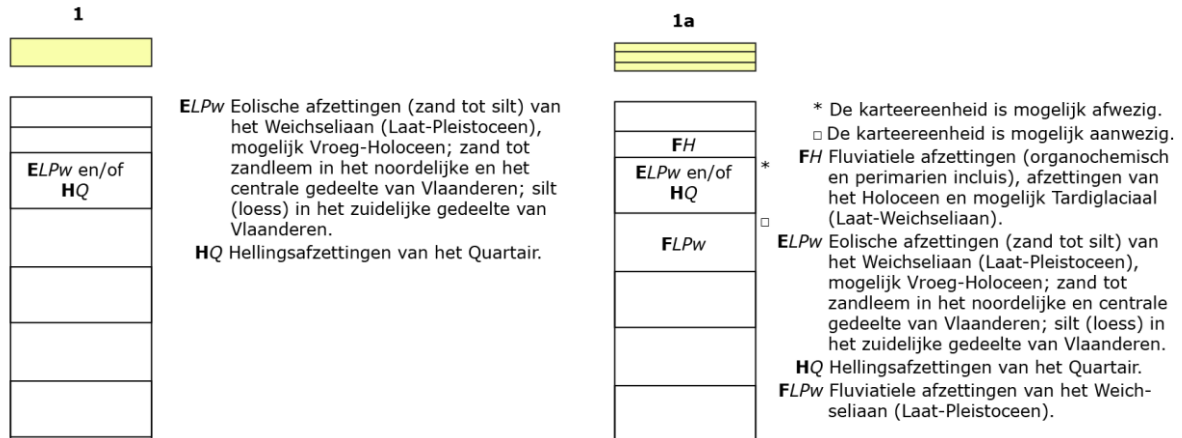 1
ELPw en/of
HQ
ELPw Eolische afzettingen (zand tot silt) van
het Weichseliaan (Laat-Pleistoceen),
mogelijk Vroeg-Holoceen; zand tot
zandleem in het noordelijke en het
centrale gedeelte van Vlaanderen; silt
(loess) in het zuidelijke gedeelte van
Vlaanderen.
HQ Hellingsafzettingen van het Quartair.
1a
FH
ELPw en/of
HQ
*
□
FLPw
* De karteereenheid is mogelijk afwezig.
□ De karteereenheid is mogelijk aanwezig.
FH Fluviatiele afzettingen (organochemisch
en perimarien incluis), afzettingen van
het Holoceen en mogelijk Tardiglaciaal
(Laat-Weichseliaan).
ELPw Eolische afzettingen (zand tot silt) van
het Weichseliaan (Laat-Pleistoceen),
mogelijk Vroeg-Holoceen; zand tot
zandleem in het noordelijke en centrale
gedeelte van Vlaanderen; silt (loess) in
het zuidelijke gedeelte van Vlaanderen.
HQ Hellingsafzettingen van het Quartair.
FLPw Fluviatiele afzettingen van het Weich-
seliaan (Laat-Pleistoceen).